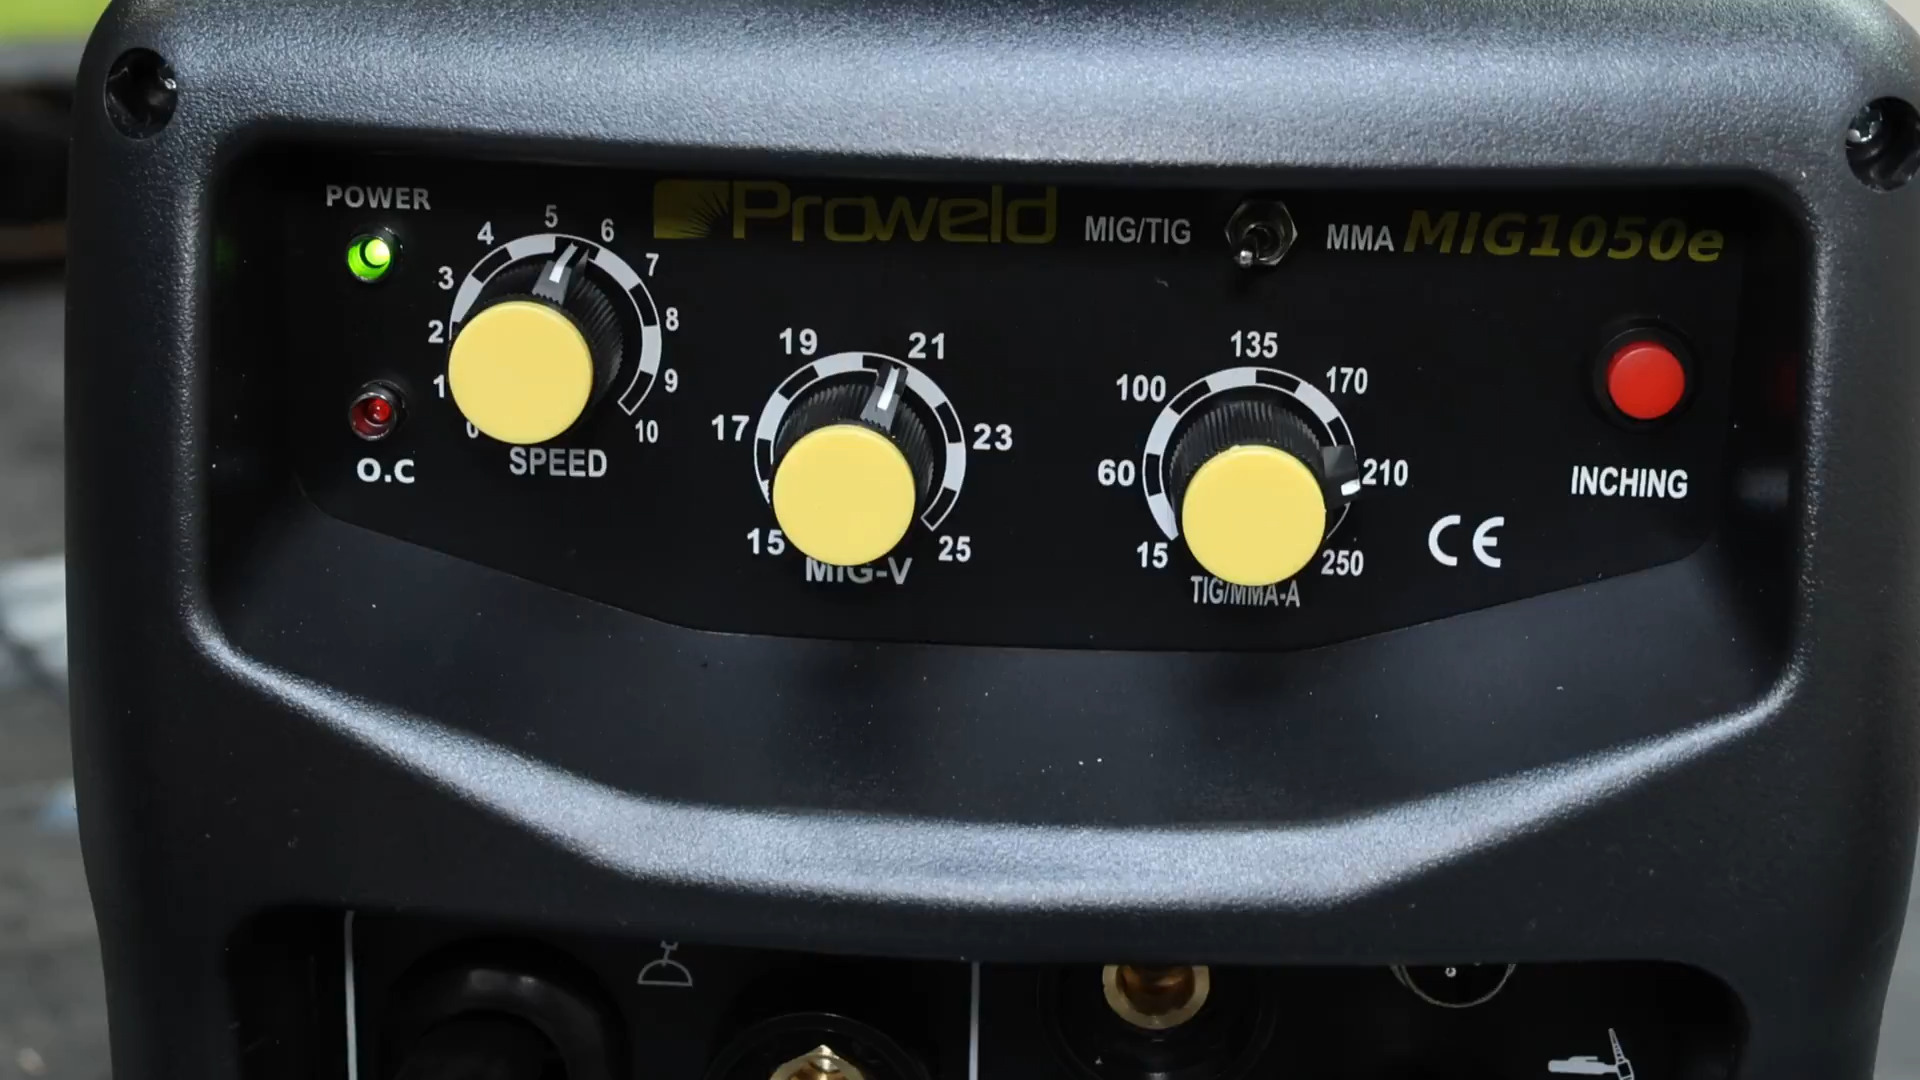 POWER
Proweld
MIG/TIG
MMA
MIG1050e
0 1 2 3 4 5 6 7 8 9 10
SPEED
O.C
15 17 19 21 23 25
MIG-V
15 60 100 135 170 210 250
TIG/MMA-A
INCHING
CE